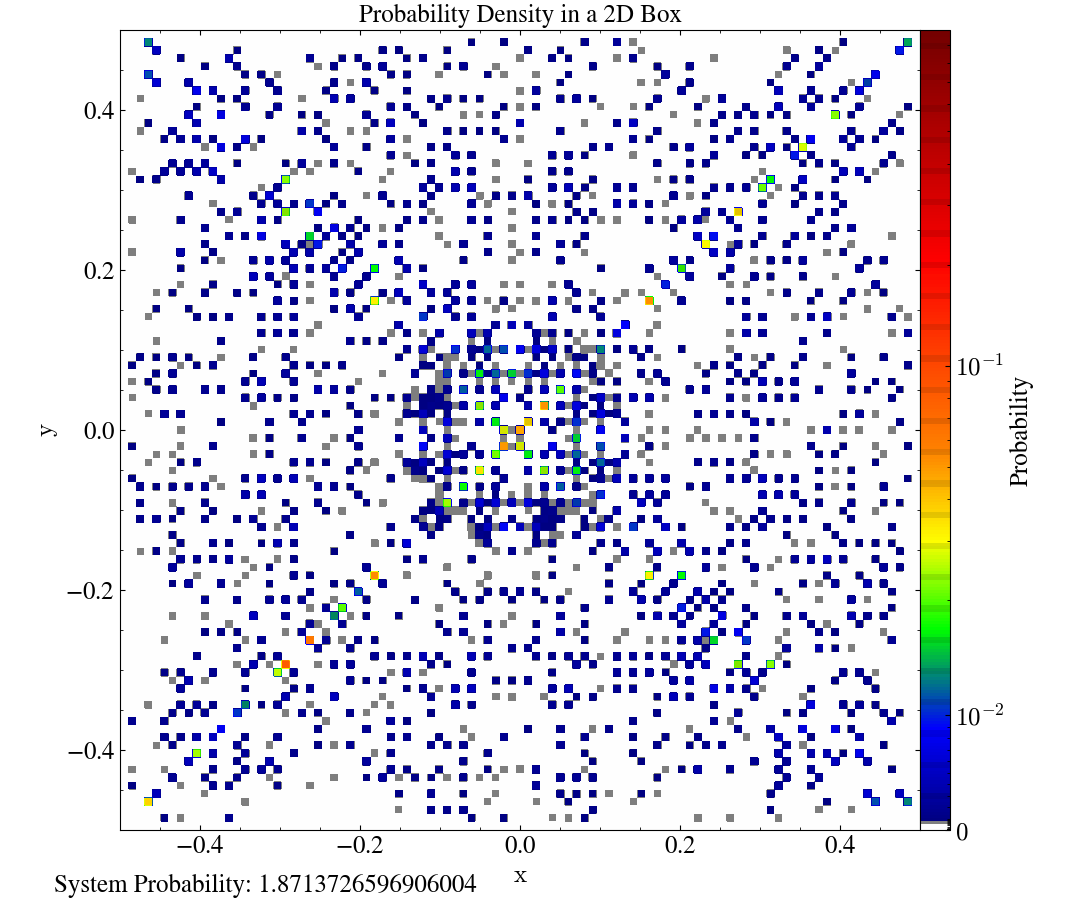 Probability Density in a 2D Box
0.4
0.2
0.0
−0.2
−0.4
y
−0.4 −0.2 0.0 0.2 0.4
x
10⁻¹
10⁻²
0
Probability
System Probability: 1.8713726596906004